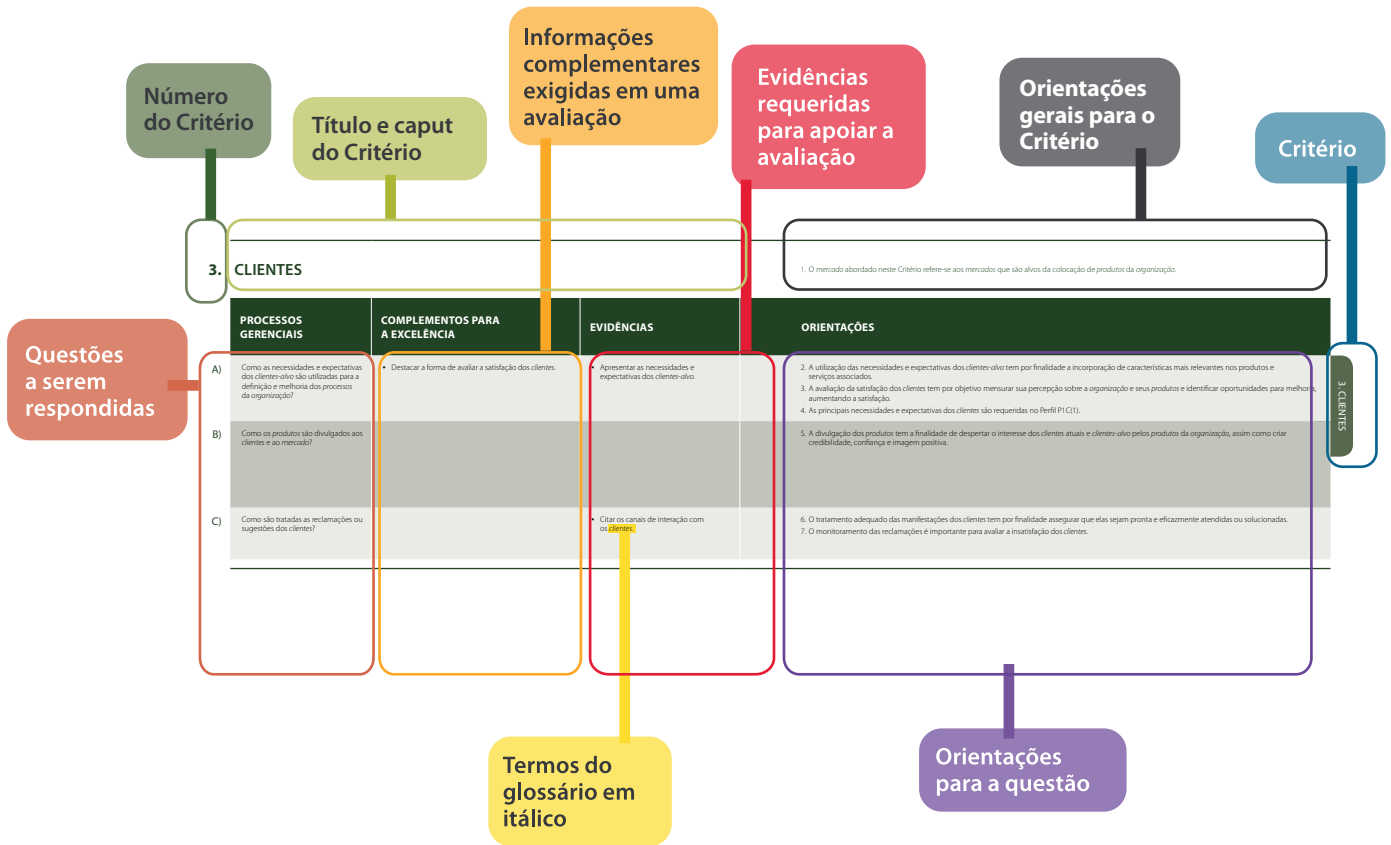 Informações
complementares
exigidas em uma
avaliação
Número
do Critério
Título e caput
do Critério
Evidências
requeridas
para apoiar a
avaliação
Orientações
gerais para o
Critério
Critério
3. CLIENTES
1. O mercado abordado neste Critério refere-se aos mercados que são alvos da colocação de produtos da organização.
PROCESSOS
GERENCIAIS
COMPLEMENTOS PARA
A EXCELÊNCIA
EVIDÊNCIAS
ORIENTAÇÕES
Questões
a serem
respondidas
A)
Como as necessidades e expectativas
dos clientes-alvo são utilizadas para a
definição e melhoria dos processos
da organização?
• Destacar a forma de avaliar a satisfação dos clientes.
• Apresentar as necessidades e
expectativas dos clientes-alvo.
2. A utilização das necessidades e expectativas dos clientes-alvo tem por finalidade a incorporação de características mais relevantes nos produtos e
serviços associados.
3. A avaliação da satisfação dos clientes tem por objetivo mensurar sua percepção sobre a organização e seus produtos e identificar oportunidades para melhoria,
aumentando a satisfação.
4. As principais necessidades e expectativas dos clientes são requeridas no Perfil P1C(1).
3. CLIENTES
B)
Como os produtos são divulgados aos
clientes e ao mercado?
5. A divulgação dos produtos tem a finalidade de despertar o interesse dos clientes atuais e clientes-alvo pelos produtos da organização, assim como criar
credibilidade, confiança e imagem positiva.
C)
Como são tratadas as reclamações ou
sugestões dos clientes?
• Citar os canais de interação com
os clientes.
6. O tratamento adequado das manifestações dos clientes tem por finalidade assegurar que elas sejam pronta e eficazmente atendidas ou solucionadas.
7. O monitoramento das reclamações é importante para avaliar a insatisfação dos clientes.
Termos do
glossário em
itálico
Orientações
para a questão